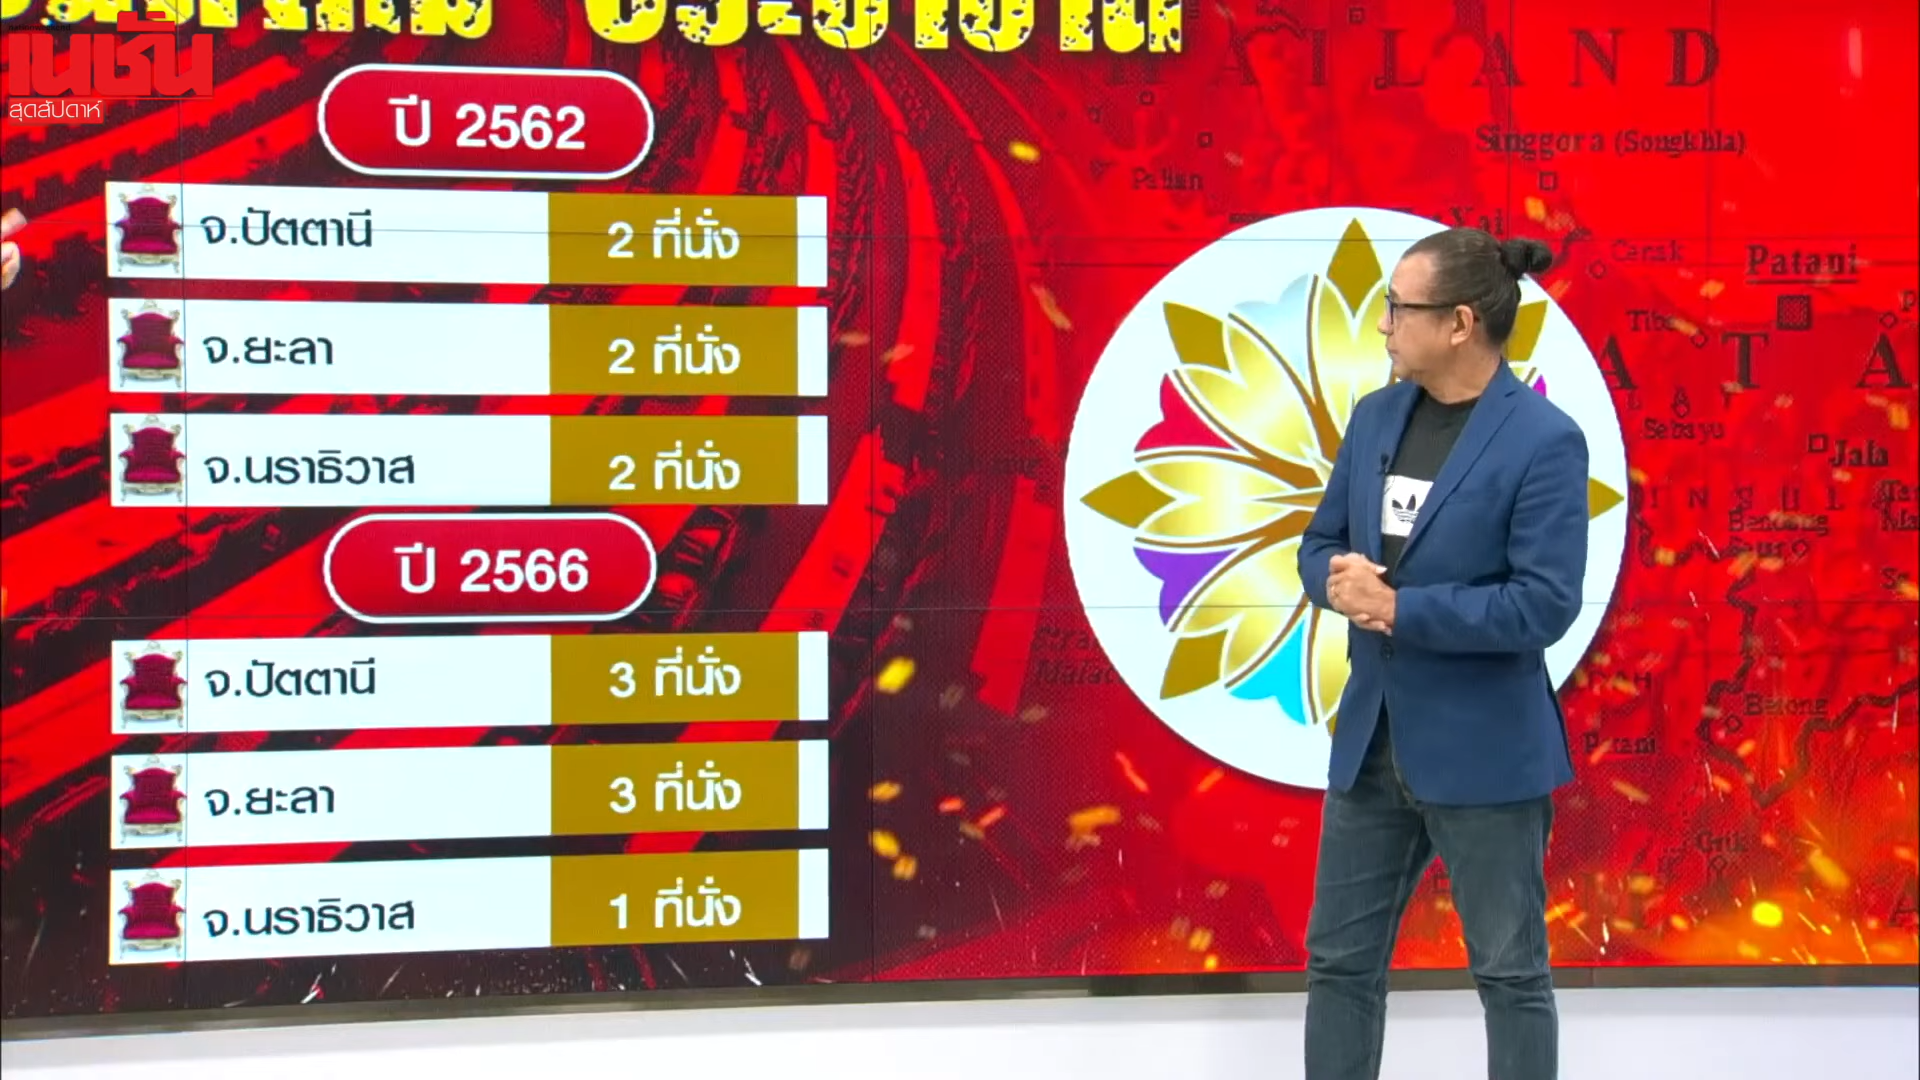 เนชั่น
สุดสัปดาห์
ปี 2562
จ.ปัตตานี 2 ที่นั่ง
จ.ยะลา 2 ที่นั่ง
จ.นราธิวาส 2 ที่นั่ง
ปี 2566
จ.ปัตตานี 3 ที่นั่ง
จ.ยะลา 3 ที่นั่ง
จ.นราธิวาส 1 ที่นั่ง
AILAND
Singgora (Songkhla)
Patani
Jala